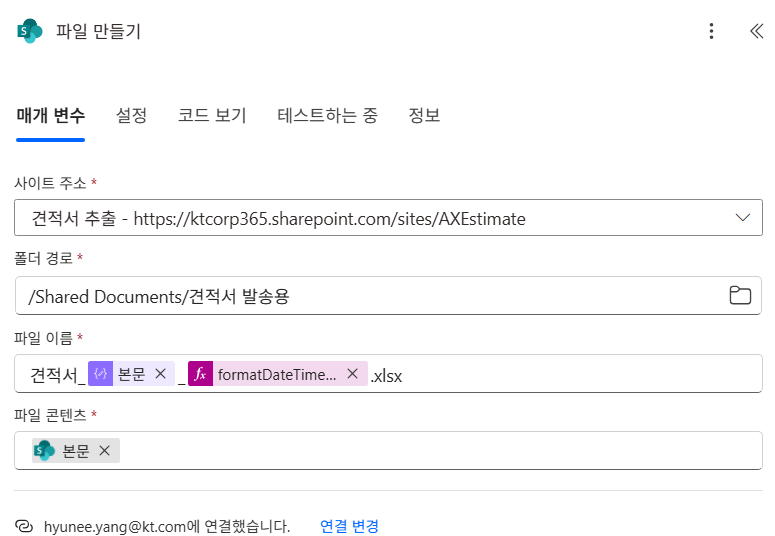 파일 만들기
매개 변수 설정 코드 보기 테스트하는 중 정보
사이트 주소 *
견적서 추출 - https://ktcorp365.sharepoint.com/sites/AXEstimate
폴더 경로 *
/Shared Documents/견적서 발송용
파일 이름 *
견적서_ 본문 _ formatDateTime... .xlsx
파일 콘텐츠 *
본문
hyunee.yang@kt.com에 연결했습니다. 연결 변경